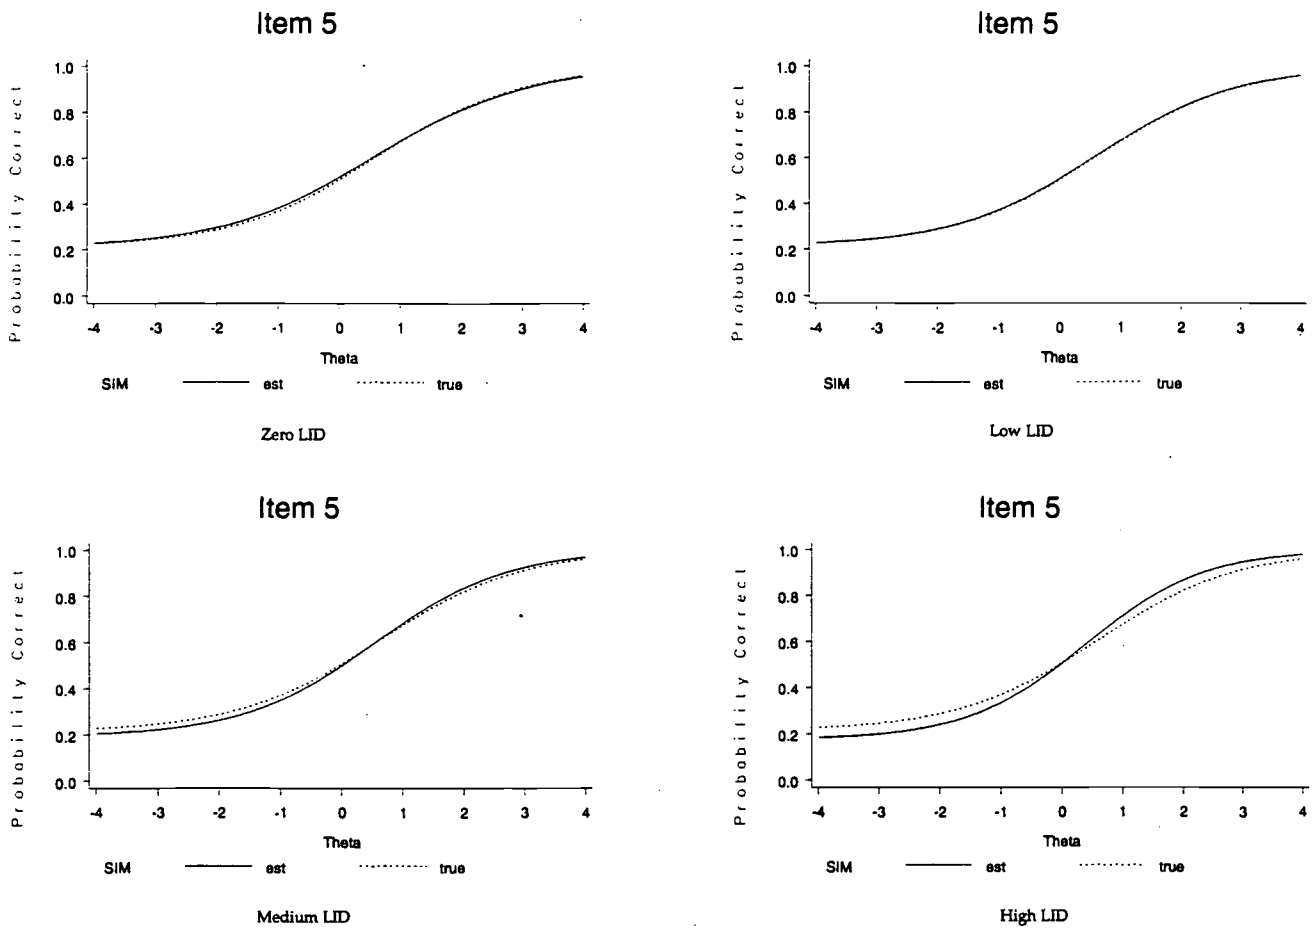 Item 5
Probability Correct
1.0
0.8
0.6
0.4
0.2
0.0
-4 -3 -2 -1 0 1 2 3 4
Theta
SIM est true
Zero LID
Item 5
Probability Correct
1.0
0.8
0.6
0.4
0.2
0.0
-4 -3 -2 -1 0 1 2 3 4
Theta
SIM est true
Low LID
Item 5
Probability Correct
1.0
0.8
0.6
0.4
0.2
0.0
-4 -3 -2 -1 0 1 2 3 4
Theta
SIM est true
Medium LID
Item 5
Probability Correct
1.0
0.8
0.6
0.4
0.2
0.0
-4 -3 -2 -1 0 1 2 3 4
Theta
SIM est true
High LID